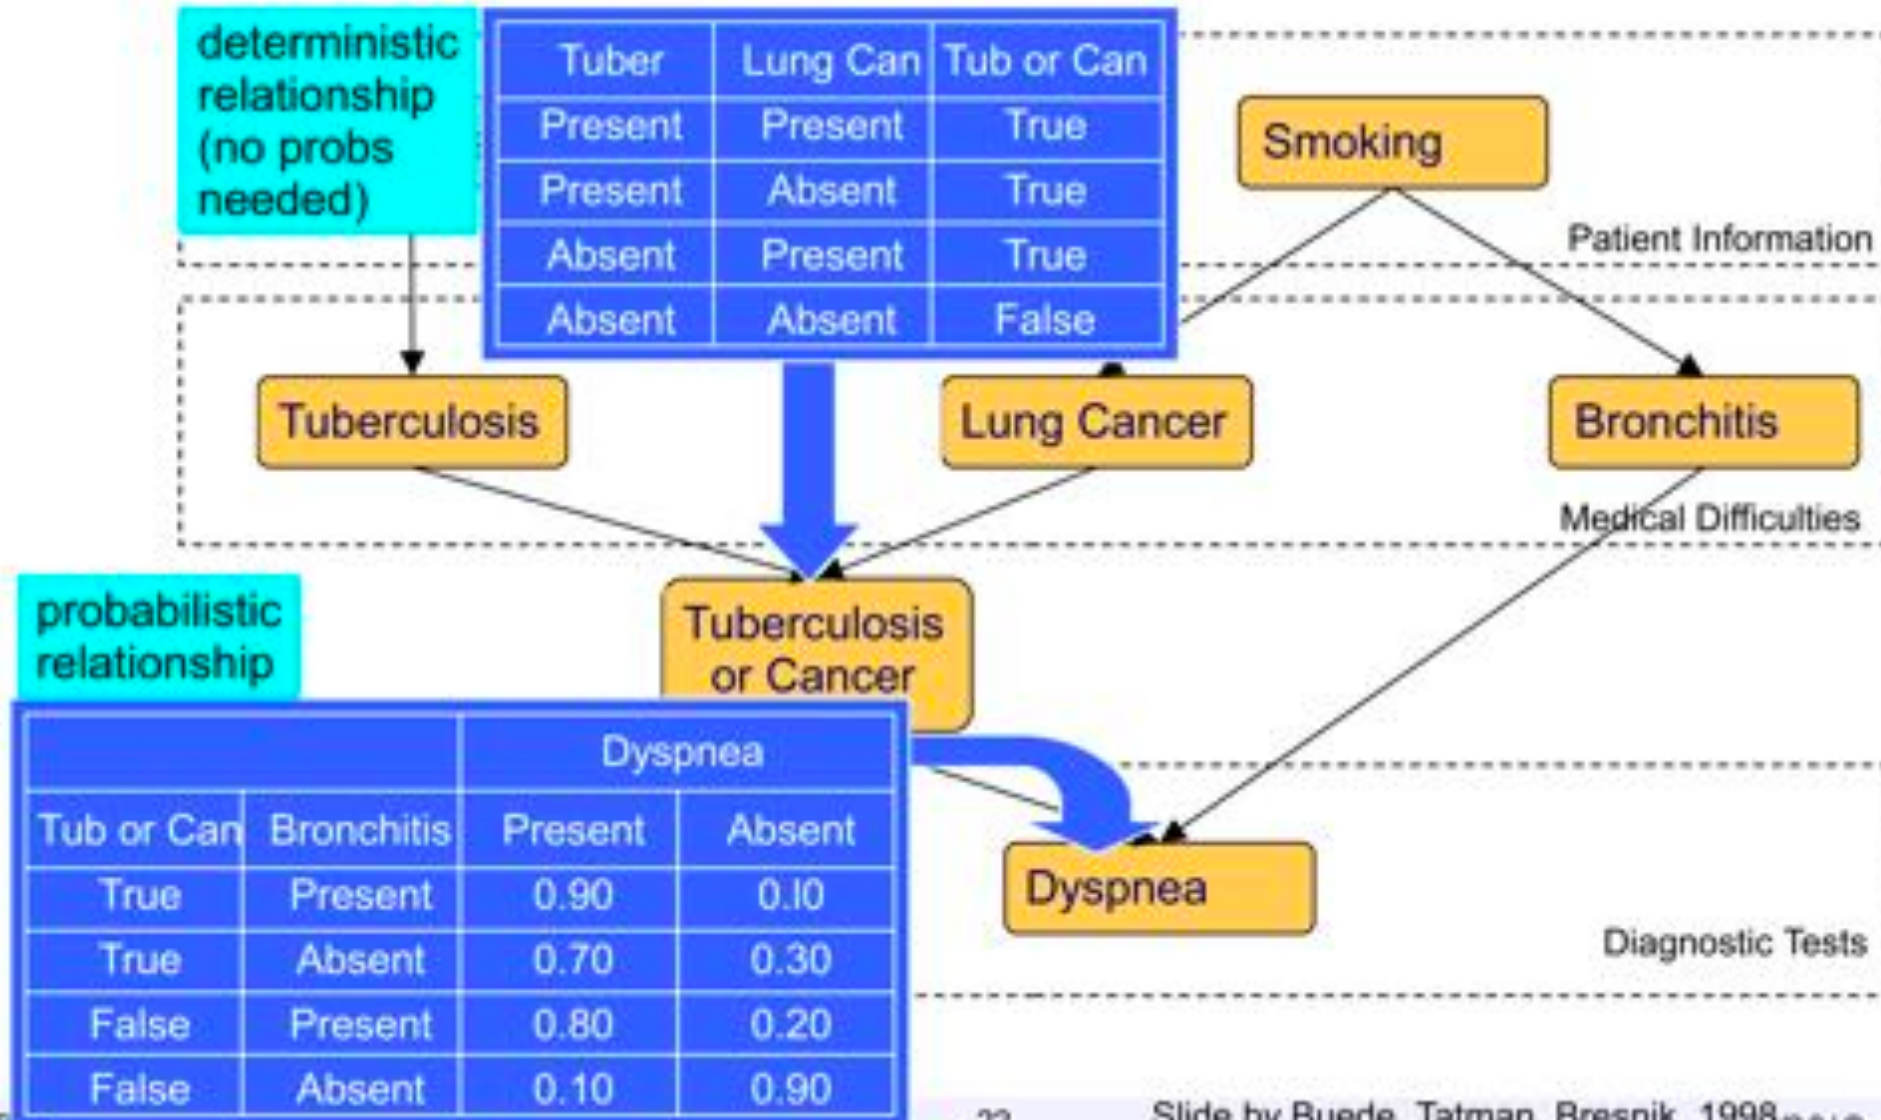 deterministic
relationship
(no probs
needed)
Tuber Lung Can Tub or Can
Present Present True
Present Absent True
Absent Present True
Absent Absent False
Smoking
Patient Information
Tuberculosis
Lung Cancer
Bronchitis
Medical Difficulties
probabilistic
relationship
Tuberculosis
or Cancer
Dyspnea
Tub or Can Bronchitis Present Absent
True Present 0.90 0.I0
True Absent 0.70 0.30
False Present 0.80 0.20
False Absent 0.10 0.90
Dyspnea
Diagnostic Tests
Slide by Buede, Tatman, Bresnik, 1998